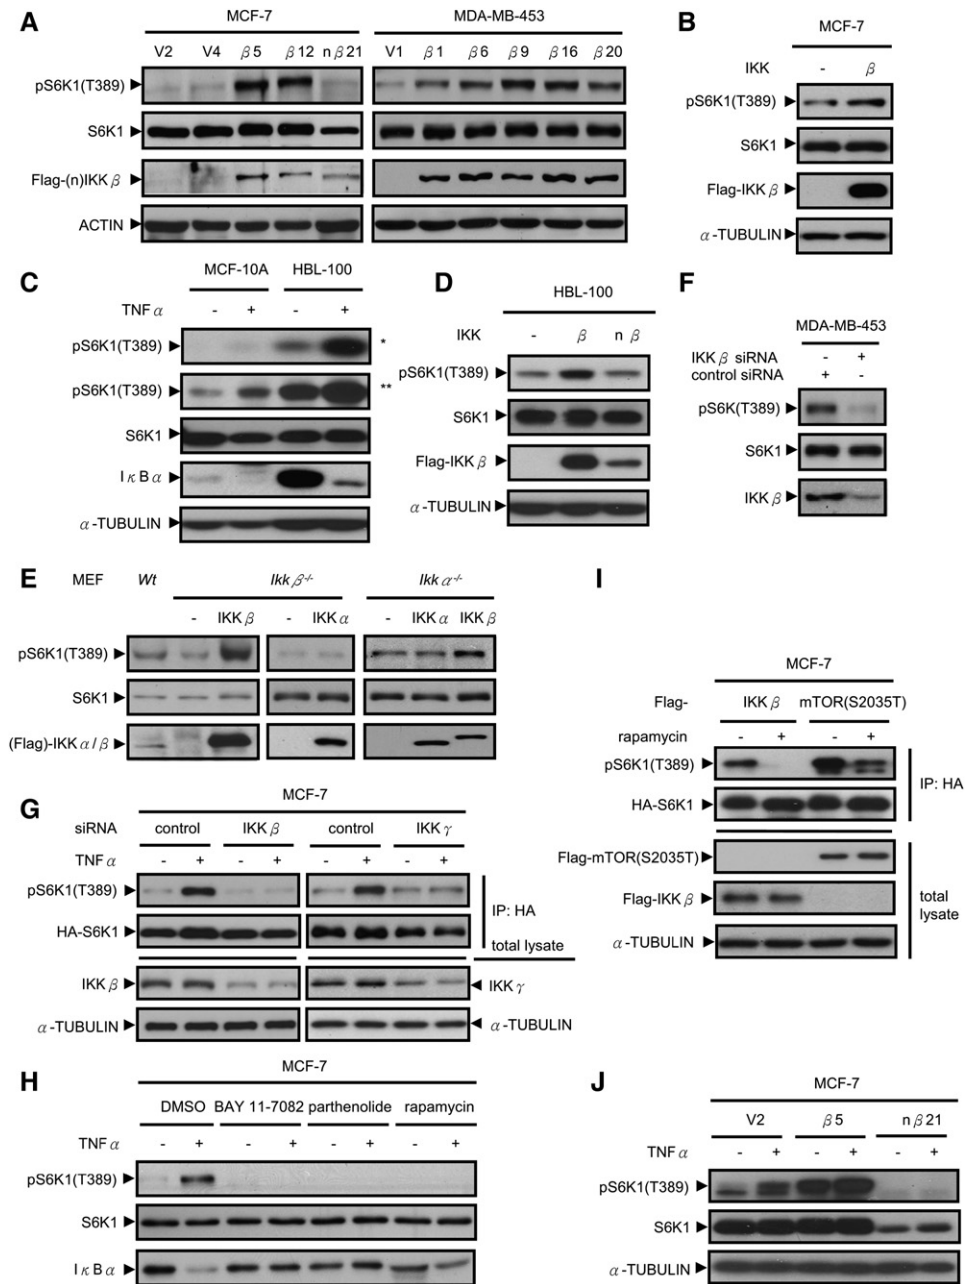 A
MCF-7
MDA-MB-453
V2 V4 β5 β12 nβ21
V1 β1 β6 β9 β16 β20
pS6K1(T389)
S6K1
Flag-(n)IKKβ
ACTIN
B
MCF-7
IKK - β
pS6K1(T389)
S6K1
Flag-IKKβ
α-TUBULIN
C
MCF-10A HBL-100
TNFα - + - +
pS6K1(T389) *
pS6K1(T389) **
S6K1
IκBα
α-TUBULIN
D
HBL-100
IKK - β nβ
pS6K1(T389)
S6K1
Flag-IKKβ
α-TUBULIN
F
MDA-MB-453
IKKβ siRNA - +
control siRNA + -
pS6K(T389)
S6K1
IKKβ
E
MEF Wt Ikkβ-/- Ikkα-/-
- IKKβ - IKKα - IKKα IKKβ
pS6K1(T389)
S6K1
(Flag)-IKKα/β
I
MCF-7
Flag- IKKβ mTOR(S2035T)
rapamycin - + - +
pS6K1(T389)
HA-S6K1
IP: HA
Flag-mTOR(S2035T)
Flag-IKKβ
α-TUBULIN
total
lysate
G
MCF-7
siRNA control IKKβ control IKKγ
TNFα - + - + - + - +
pS6K1(T389)
HA-S6K1
IP: HA
total lysate
IKKβ IKKγ
α-TUBULIN α-TUBULIN
H
MCF-7
DMSO BAY 11-7082 parthenolide rapamycin
TNFα - + - + - + - +
pS6K1(T389)
S6K1
IκBα
J
MCF-7
V2 β5 nβ21
TNFα - + - + - +
pS6K1(T389)
S6K1
α-TUBULIN